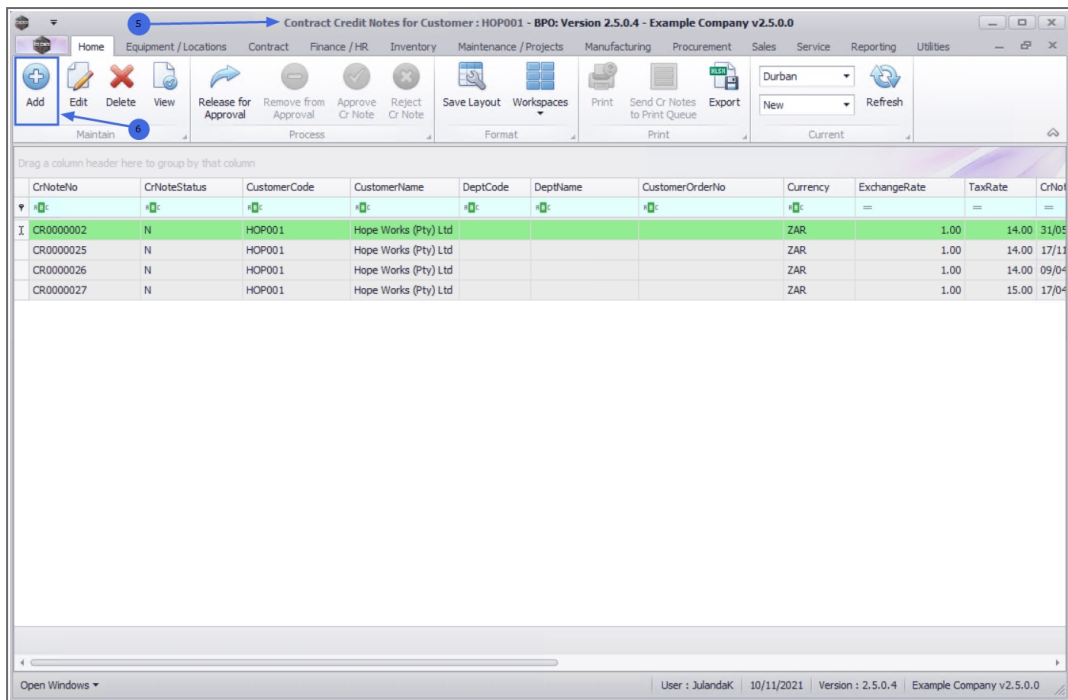 5
Contract Credit Notes for Customer : HOP001 - BPO: Version 2.5.0.4 - Example Company v2.5.0.0
Home Equipment / Locations Contract Finance / HR Inventory Maintenance / Projects Manufacturing Procurement Sales Service Reporting Utilities
Add Edit Delete View Release for Approval Remove from Approval Approve Cr Note Reject Cr Note Save Layout Workspaces Print Send Cr Notes to Print Queue Export Durban New Refresh
6
Maintain Process Format Print Current
Drag a column header here to group by that column
CrNoteNo CrNoteStatus CustomerCode CustomerName DeptCode DeptName CustomerOrderNo Currency ExchangeRate TaxRate CrNot
CR0000002 N HOP001 Hope Works (Pty) Ltd ZAR 1.00 14.00 31/05
CR0000025 N HOP001 Hope Works (Pty) Ltd ZAR 1.00 14.00 17/11
CR0000026 N HOP001 Hope Works (Pty) Ltd ZAR 1.00 14.00 09/04
CR0000027 N HOP001 Hope Works (Pty) Ltd ZAR 1.00 15.00 17/04
Open Windows User : JulandaK 10/11/2021 Version : 2.5.0.4 Example Company v2.5.0.0